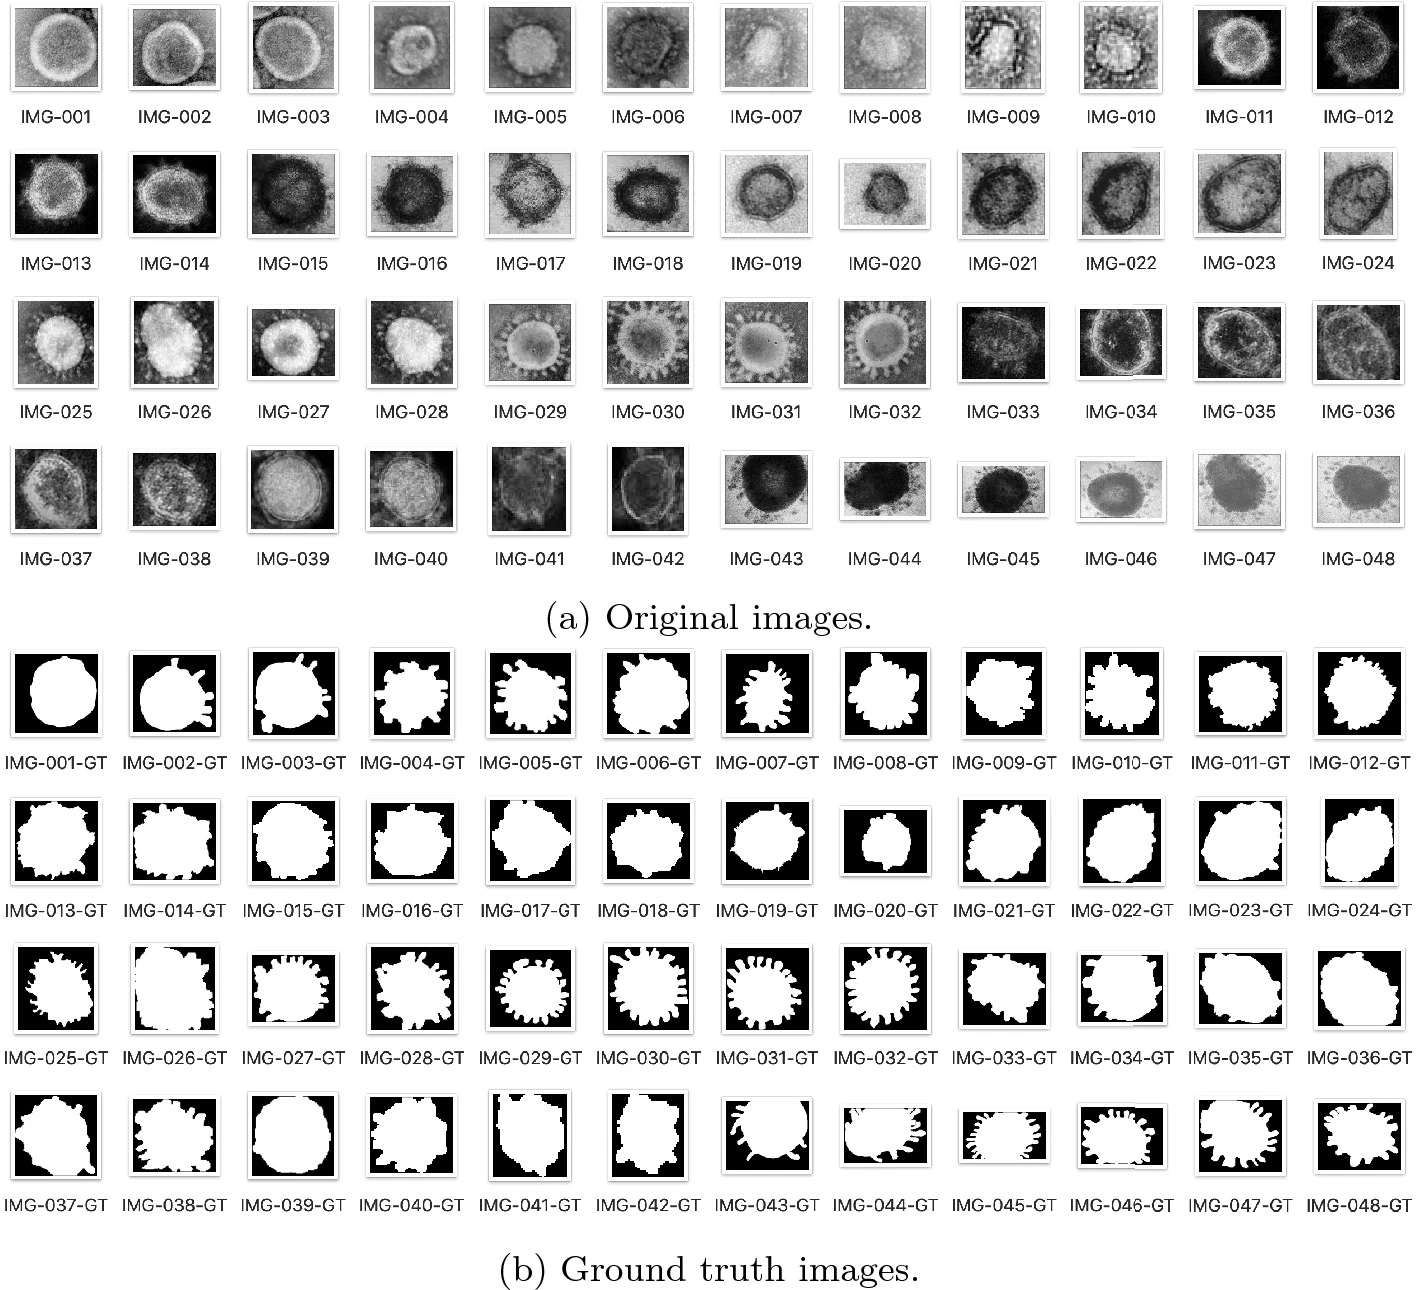 IMG-001 IMG-002 IMG-003 IMG-004 IMG-005 IMG-006 IMG-007 IMG-008 IMG-009 IMG-010 IMG-011 IMG-012
IMG-013 IMG-014 IMG-015 IMG-016 IMG-017 IMG-018 IMG-019 IMG-020 IMG-021 IMG-022 IMG-023 IMG-024
IMG-025 IMG-026 IMG-027 IMG-028 IMG-029 IMG-030 IMG-031 IMG-032 IMG-033 IMG-034 IMG-035 IMG-036
IMG-037 IMG-038 IMG-039 IMG-040 IMG-041 IMG-042 IMG-043 IMG-044 IMG-045 IMG-046 IMG-047 IMG-048
(a) Original images.
IMG-001-GT IMG-002-GT IMG-003-GT IMG-004-GT IMG-005-GT IMG-006-GT IMG-007-GT IMG-008-GT IMG-009-GT IMG-010-GT IMG-011-GT IMG-012-GT
IMG-013-GT IMG-014-GT IMG-015-GT IMG-016-GT IMG-017-GT IMG-018-GT IMG-019-GT IMG-020-GT IMG-021-GT IMG-022-GT IMG-023-GT IMG-024-GT
IMG-025-GT IMG-026-GT IMG-027-GT IMG-028-GT IMG-029-GT IMG-030-GT IMG-031-GT IMG-032-GT IMG-033-GT IMG-034-GT IMG-035-GT IMG-036-GT
IMG-037-GT IMG-038-GT IMG-039-GT IMG-040-GT IMG-041-GT IMG-042-GT IMG-043-GT IMG-044-GT IMG-045-GT IMG-046-GT IMG-047-GT IMG-048-GT
(b) Ground truth images.